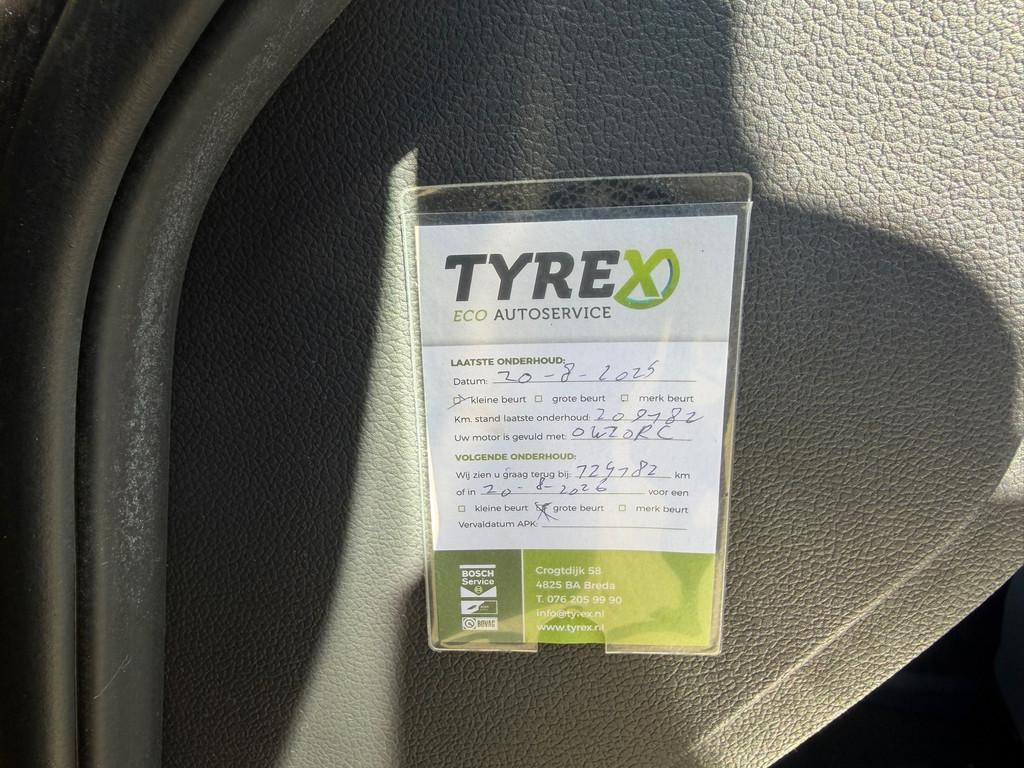 TYREX
ECO AUTOSERVICE
LAATSTE ONDERHOUD:
Datum: 20-8-2025
kleine beurt grote beurt merk beurt
Km. stand laatste onderhoud:
Uw motor is gevuld met: 0W20RC
VOLGENDE ONDERHOUD:
Wij zien u graag terug bij: km
of in 20-8-2026 voor een
kleine beurt grote beurt merk beurt
Vervaldatum APK:
BOSCH
Service
BOVAG
Crogtdijk 58
4825 BA Breda
T. 076 205 99 90
info@tyrex.nl
www.tyrex.nl